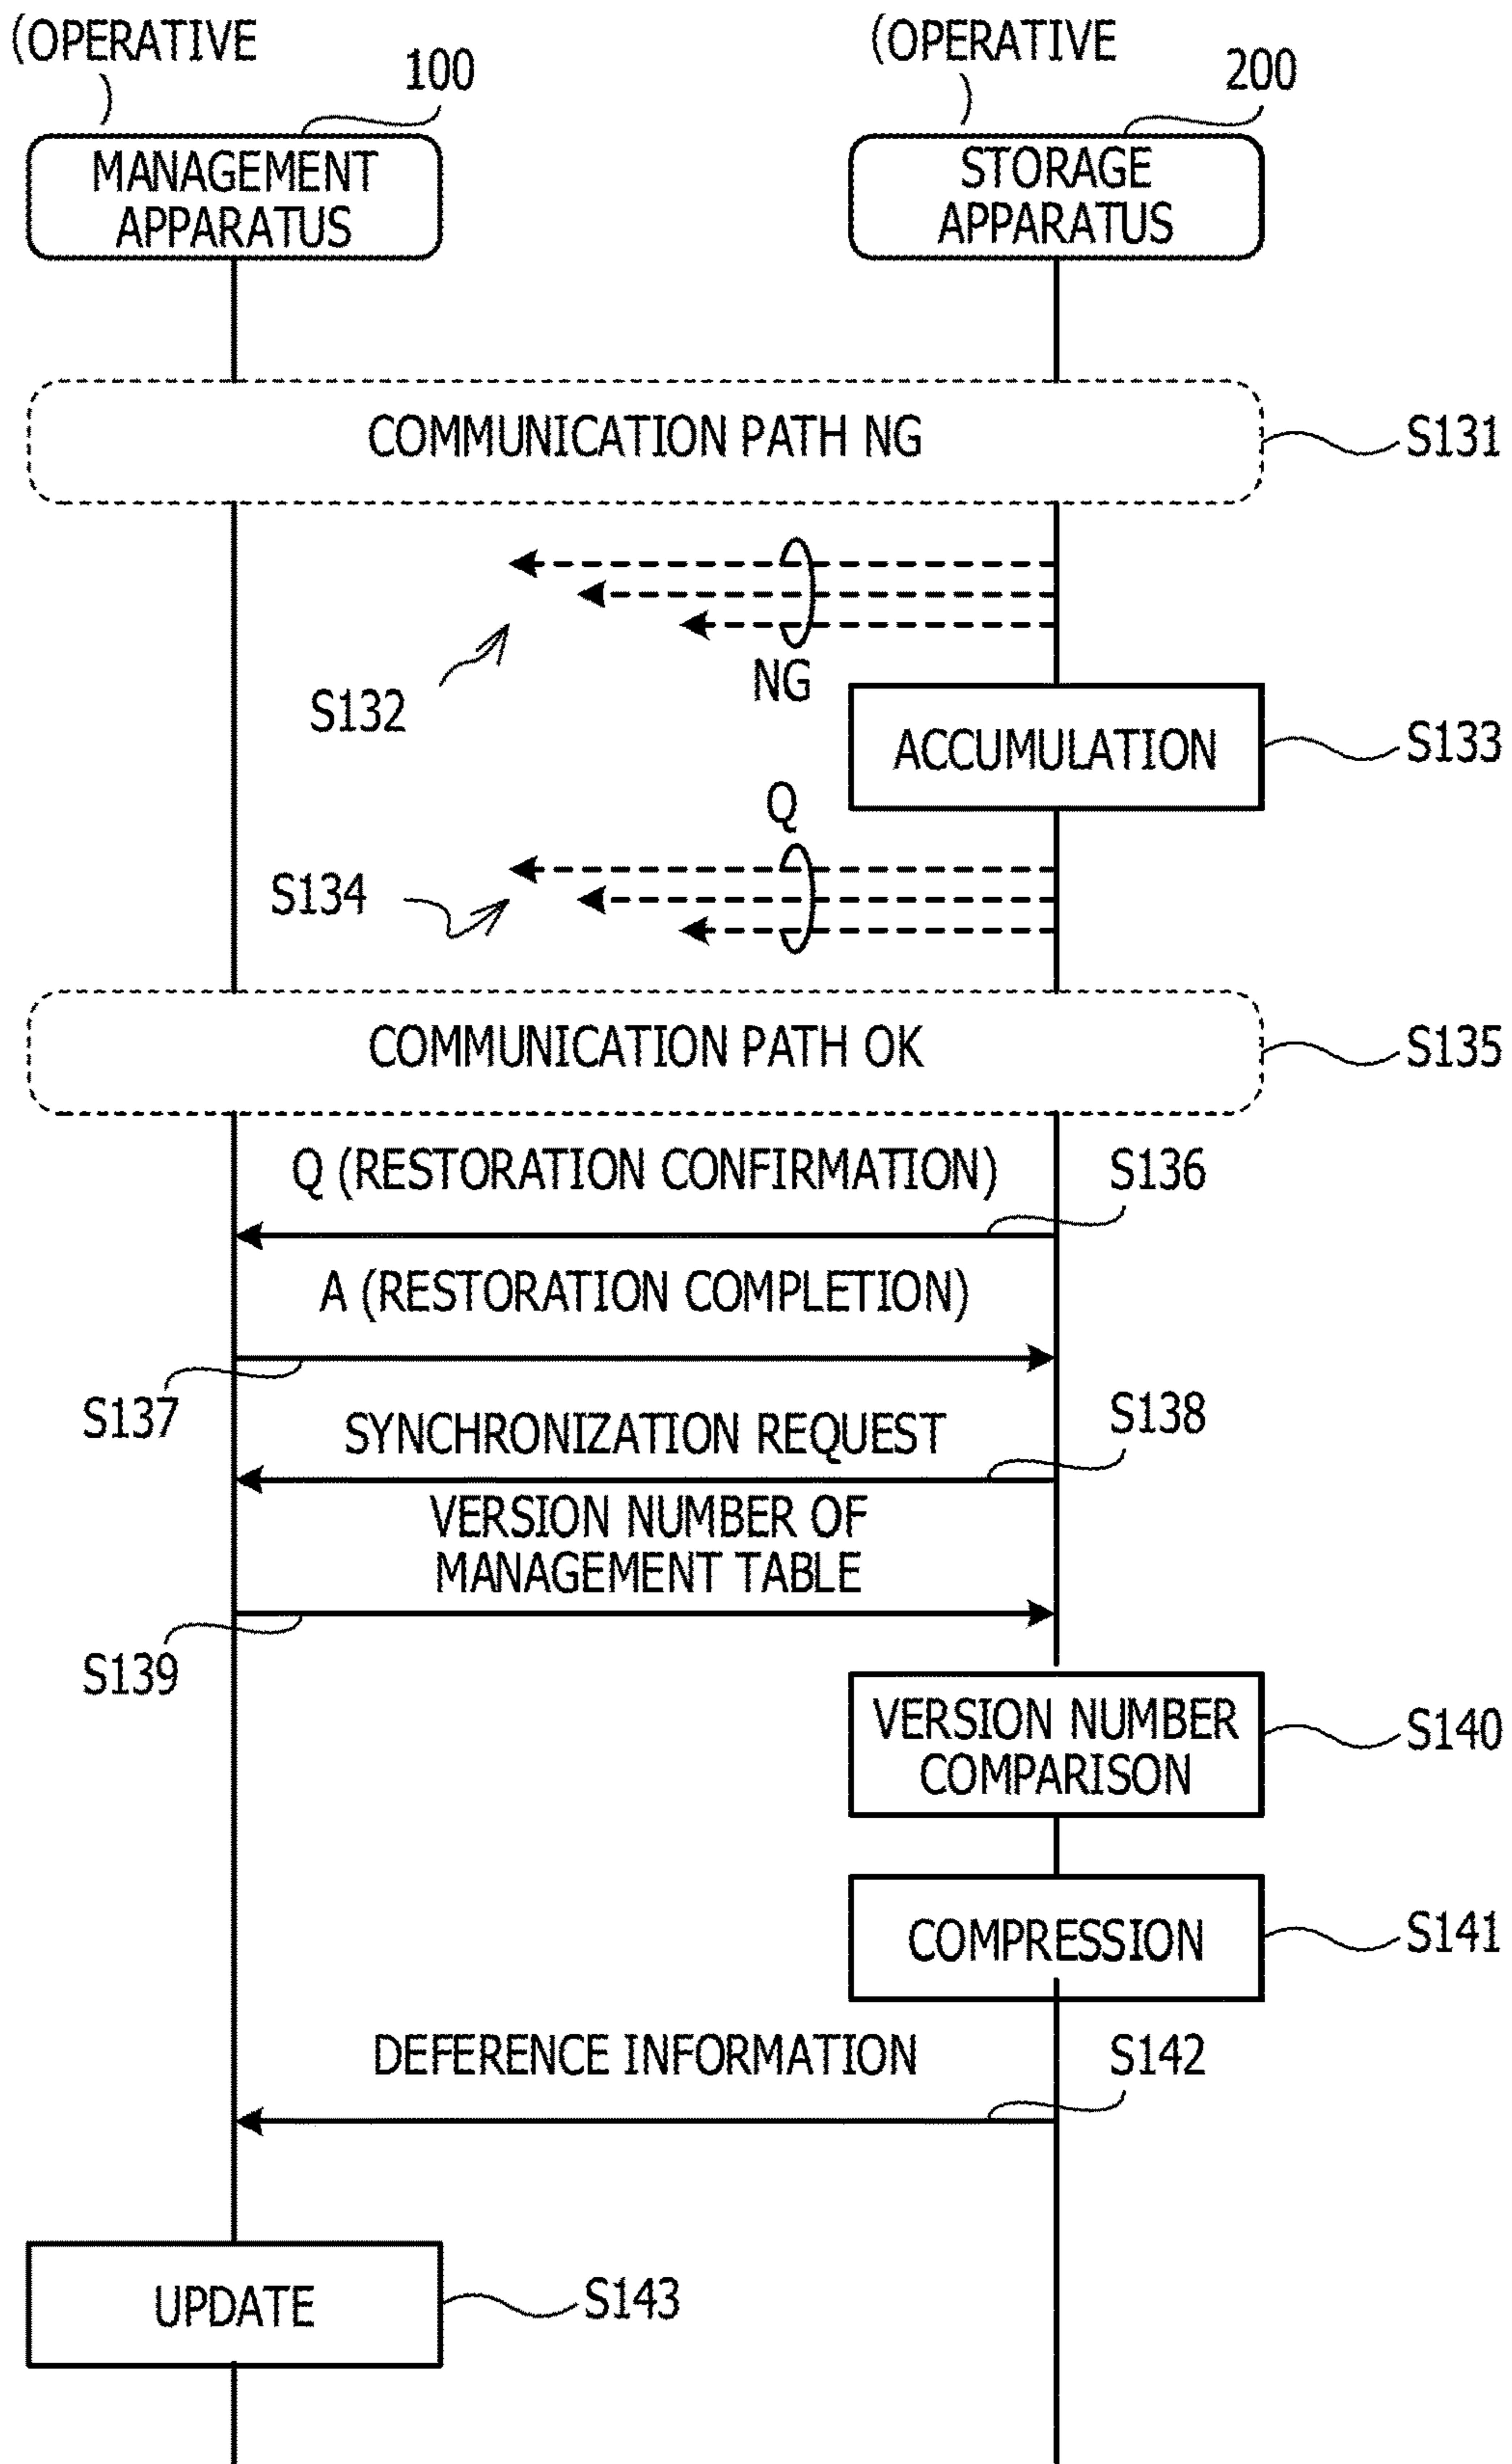 (OPERATIVE
)
100
MANAGEMENT
APPARATUS
(OPERATIVE
)
200
STORAGE
APPARATUS
COMMUNICATION PATH NG
S131
S132
NG
ACCUMULATION
S133
Q
S134
COMMUNICATION PATH OK
S135
Q (RESTORATION CONFIRMATION)
S136
A (RESTORATION COMPLETION)
S137
SYNCHRONIZATION REQUEST
S138
VERSION NUMBER OF
MANAGEMENT TABLE
S139
VERSION NUMBER
COMPARISON
S140
COMPRESSION
S141
DEFERENCE INFORMATION
S142
UPDATE
S143